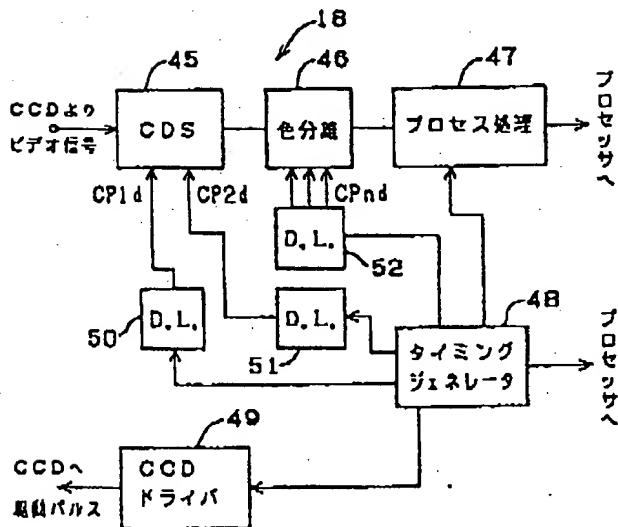 18
45
46
47
CCDより
ビデオ信号
CDS
色分離
プロセス処理
プロセッサへ
CP1d
CP2d
CPnd
D.L.
52
48
50
D.L.
D.L.
51
タイミング
ジェネレータ
プロセッサへ
49
CCDへ
駆動パルス
CCD
ドライバ